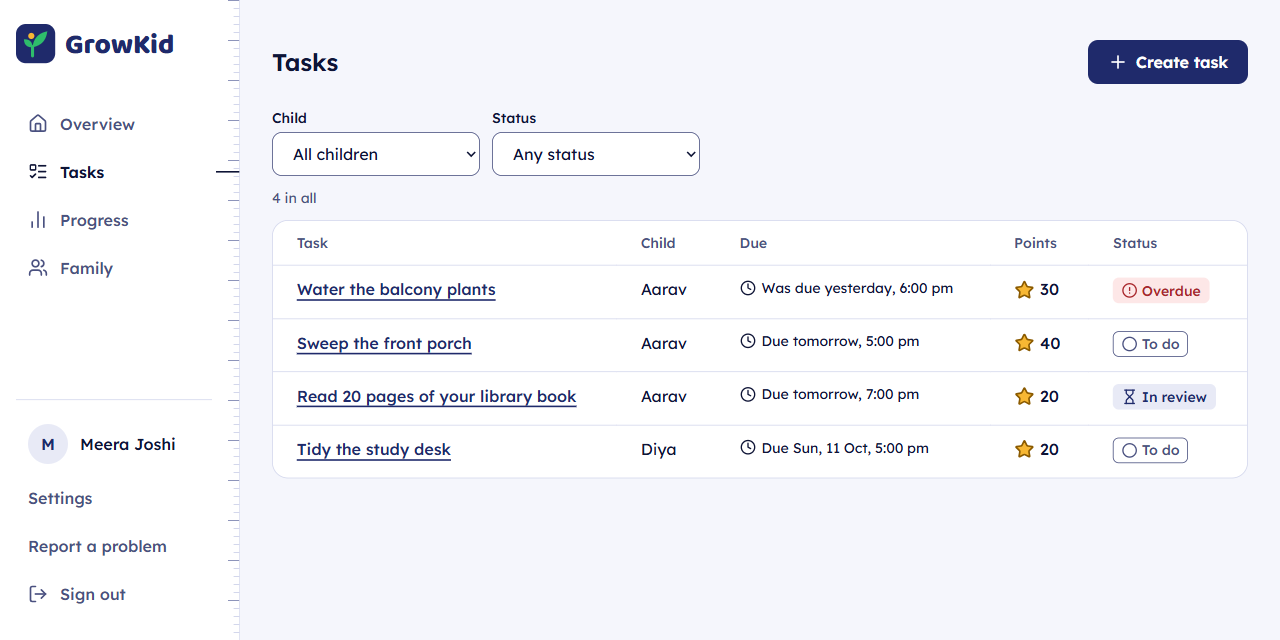 GrowKid
Overview
Tasks
Progress
Family
M
Meera Joshi
Settings
Report a problem
Sign out
Tasks
Create task
Child
Status
All children
Any status
4 in all
Task Child Due Points Status
Water the balcony plants Aarav Was due yesterday, 6:00 pm 30 Overdue
Sweep the front porch Aarav Due tomorrow, 5:00 pm 40 To do
Read 20 pages of your library book Aarav Due tomorrow, 7:00 pm 20 In review
Tidy the study desk Diya Due Sun, 11 Oct, 5:00 pm 20 To do